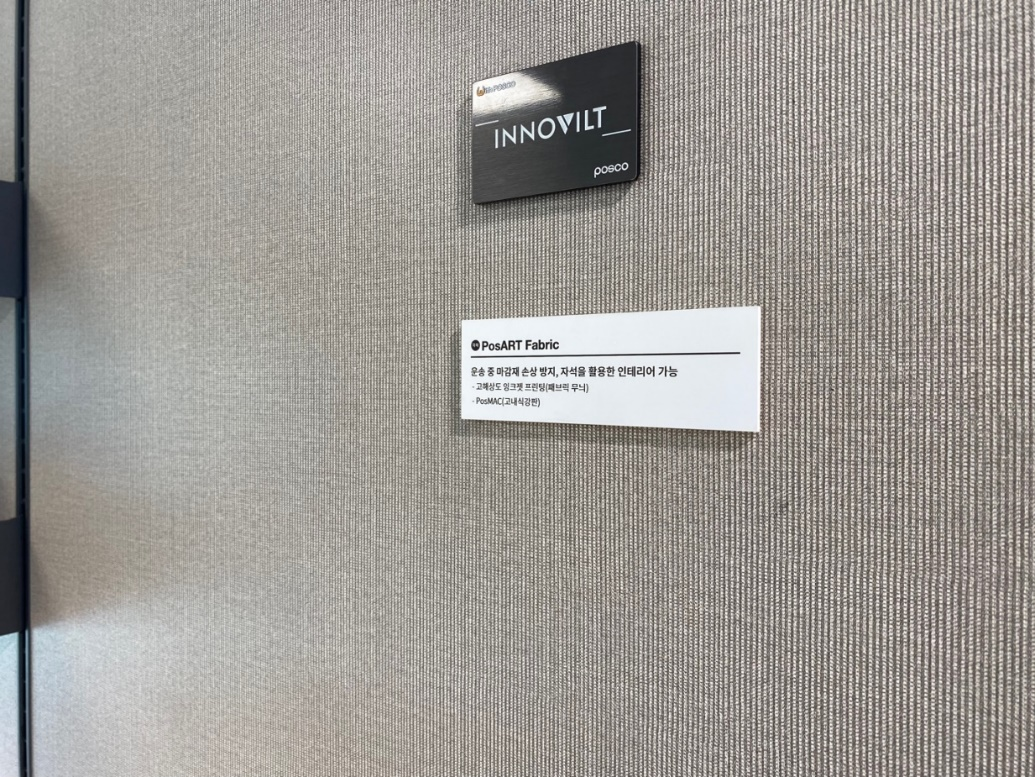 WITH POSCO
INNOVILT
posco
PosART Fabric
운송 중 마감재 손상 방지, 자석을 활용한 인테리어 가능
- 고해상도 잉크젯 프린팅(패브릭 무늬)
- PosMAC(고내식강판)